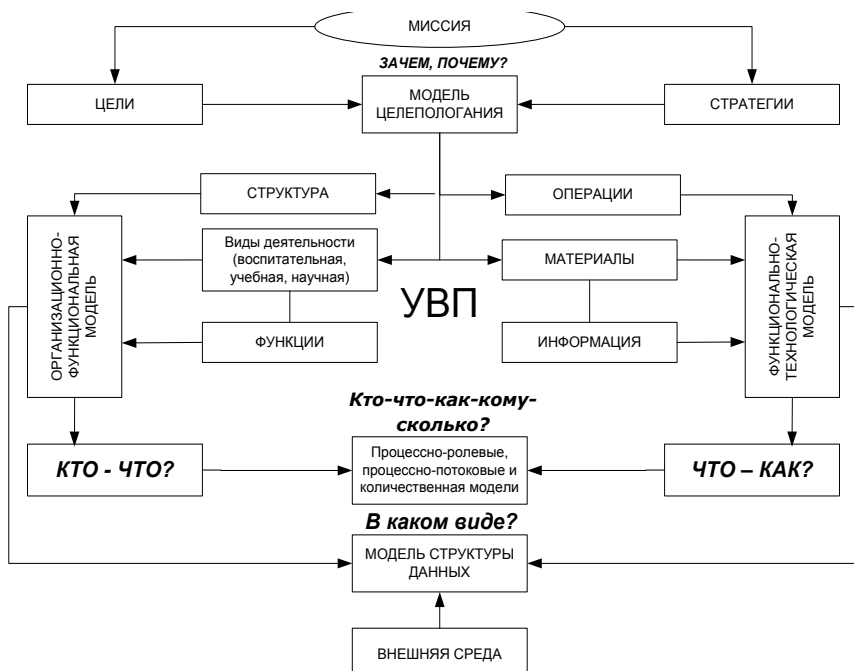 МИССИЯ
ЗАЧЕМ, ПОЧЕМУ?
ЦЕЛИ
МОДЕЛЬ
ЦЕЛЕПОЛОГАНИЯ
СТРАТЕГИИ
СТРУКТУРА
ОПЕРАЦИИ
ОРГАНИЗАЦИОННО-
ФУНКЦИОНАЛЬНАЯ
МОДЕЛЬ
Виды деятельности
(воспитательная,
учебная, научная)
МАТЕРИАЛЫ
ФУНКЦИОНАЛЬНО-
ТЕХНОЛОГИЧЕСКАЯ
МОДЕЛЬ
УВП
ФУНКЦИИ
ИНФОРМАЦИЯ
Кто-что-как-кому-
сколько?
КТО - ЧТО?
Процессно-ролевые,
процессно-потоковые и
количественная модели
ЧТО – КАК?
В каком виде?
МОДЕЛЬ СТРУКТУРЫ
ДАННЫХ
ВНЕШНЯЯ СРЕДА